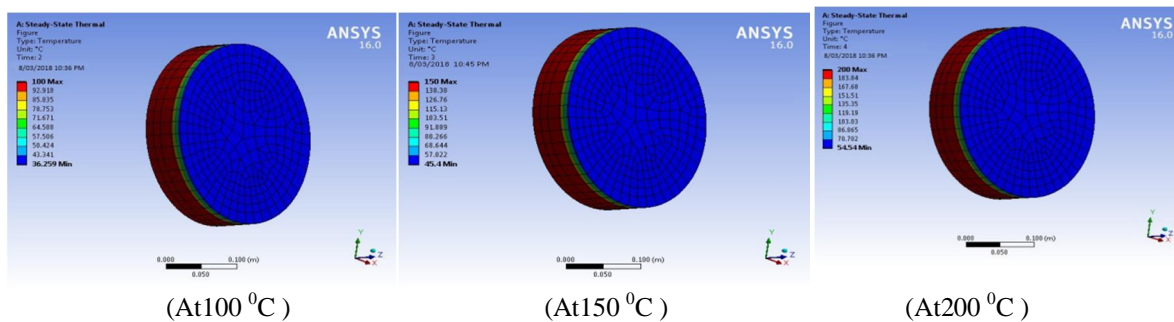 A: Steady-State Thermal
Figure
Type: Temperature
Unit: °C
Time: 2
8/03/2018 10:36 PM
100 Max
92.918
85.835
78.753
71.671
64.588
57.506
50.424
43.341
36.259 Min
ANSYS
16.0
0.000
0.100 (m)
0.050
Y
Z
X
(At100 ⁰C )
A: Steady-State Thermal
Figure
Type: Temperature
Unit: °C
Time: 3
8/03/2018 10:45 PM
150 Max
138.38
126.76
115.13
103.51
91.889
80.266
68.644
57.022
45.4 Min
ANSYS
16.0
0.000
0.100 (m)
0.050
Y
Z
X
(At150 ⁰C )
A: Steady-State Thermal
Figure
Type: Temperature
Unit: °C
Time: 4
8/03/2018 10:36 PM
200 Max
183.84
167.68
151.51
135.35
119.19
103.03
86.865
70.702
54.54 Min
ANSYS
16.0
0.000
0.100 (m)
0.050
Y
Z
X
(At200 ⁰C )